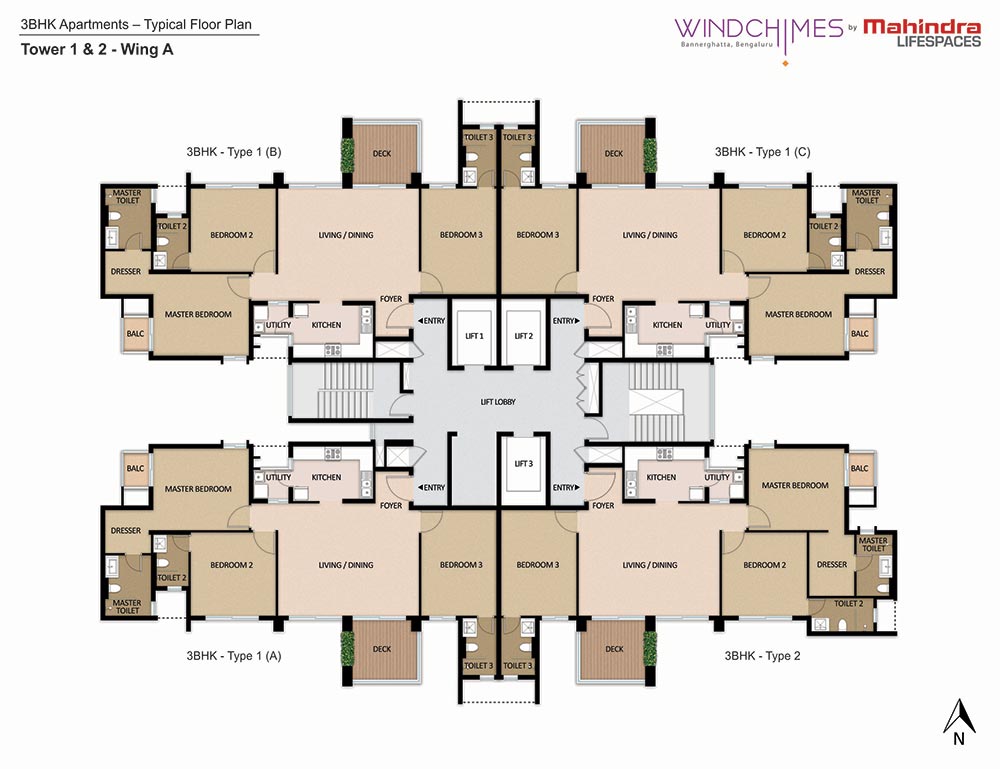 3BHK Apartments – Typical Floor Plan
Tower 1 & 2 - Wing A
WINDCHIMES by Mahindra
Bannerghatta, Bengaluru LIFESPACES
3BHK - Type 1 (B)
3BHK - Type 1 (C)
DECK
TOILET 3
TOILET 3
DECK
MASTER
TOILET
TOILET 2
BEDROOM 2
LIVING / DINING
BEDROOM 3
BEDROOM 3
LIVING / DINING
BEDROOM 2
TOILET 2
MASTER
TOILET
DRESSER
DRESSER
MASTER BEDROOM
FOYER
FOYER
MASTER BEDROOM
BALC
UTILITY
KITCHEN
ENTRY
LIFT 1
LIFT 2
ENTRY
KITCHEN
UTILITY
BALC
LIFT LOBBY
BALC
MASTER BEDROOM
UTILITY
KITCHEN
ENTRY
LIFT 3
ENTRY
KITCHEN
UTILITY
MASTER BEDROOM
BALC
FOYER
FOYER
DRESSER
MASTER
TOILET
TOILET 2
BEDROOM 2
LIVING / DINING
BEDROOM 3
BEDROOM 3
LIVING / DINING
BEDROOM 2
DRESSER
MASTER
TOILET
TOILET 2
DECK
TOILET 3
TOILET 3
DECK
3BHK - Type 1 (A)
3BHK - Type 2
N